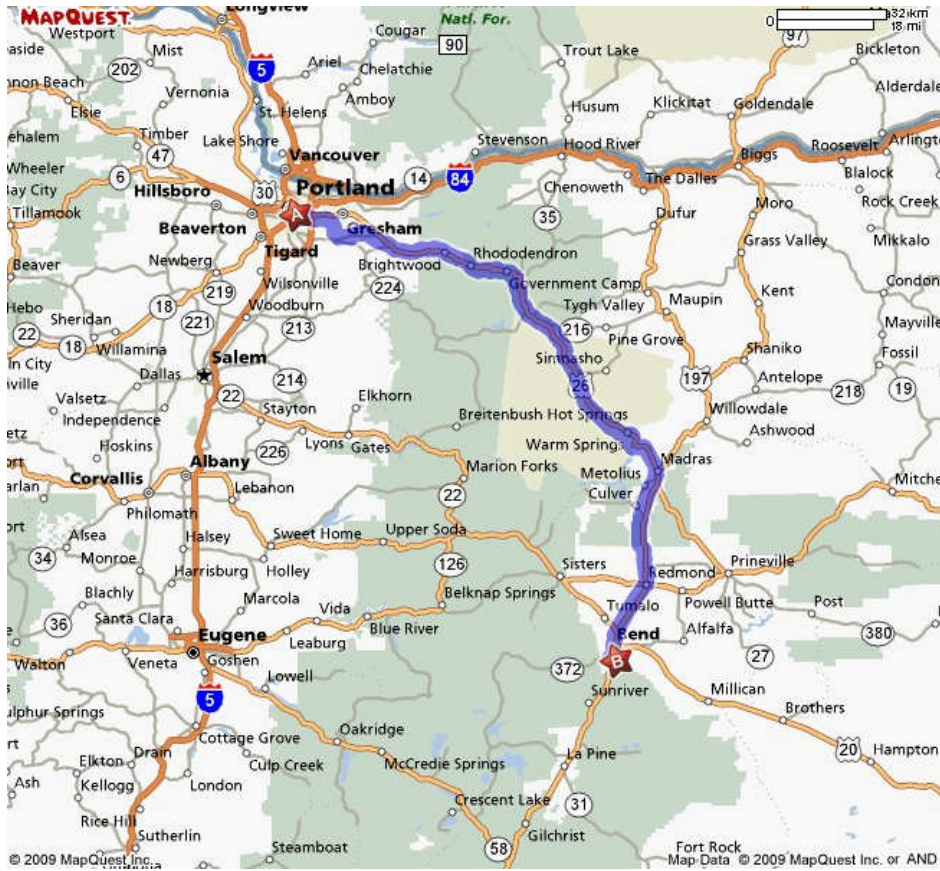 MAPQUEST.
Longview
Natl. For.
32 km
18 mi
97
Westport
Cougar
90
easide
Mist
5
Ariel
Chelatchie
Trout Lake
Bickleton
202
Amboy
Klickitat
Goldendale
Alderdale
nnon Beach
Vernonia
Husum
Elsie
St. Helens
ehalem
Timber
Lake Shore
Stevenson
Hood River
Roosevelt
Arlingto
47
Vancouver
Biggs
Wheeler
6
Hillsboro
30
Portland
14
84
Chenoweth
The Dalles
Blalock
Bay City
A
35
Dufur
Moro
Rock Creek
Tillamook
Beaverton
Gresham
Mikkalo
Tigard
Rhododendron
Grass Valley
Beaver
Newberg
Brightwood
Wilsonville
224
Government Camp
Condon
Hebo
18
219
Woodburn
Tygh Valley
Maupin
Kent
22
Sheridan
221
213
216
Pine Grove
Mayville
18
Willamina
Salem
Simnasho
Shaniko
Fossil
n City
Dallas
214
26
197
Antelope
218
19
ville
Valsetz
22
Stayton
Elkhorn
Breitenbush Hot Springs
Willowdale
Independence
Lyons
Gates
Ashwood
etz
Hoskins
226
Warm Springs
Madras
ort
Albany
Marion Forks
Metolius
Corvallis
Lebanon
22
Culver
Mitche
arlan
Philomath
Alsea
Halsey
Sweet Home
Upper Soda
34
Monroe
Holley
126
Sisters
Prineville
Harrisburg
Redmond
Blachly
Marcola
Belknap Springs
Powell Butte
Post
36
Santa Clara
Vida
Tumalo
Eugene
Leaburg
Blue River
Bend
Alfalfa
380
Walton
Veneta
Goshen
B
27
Lowell
372
Sunriver
Millican
5
ulphur Springs
Oakridge
Brothers
Cottage Grove
La Pine
20
Hampton
Drain
Culp Creek
McCredie Springs
Elkton
Ash
Kellogg
London
Crescent Lake
31
Rice Hill
Gilchrist
Sutherlin
58
Fort Rock
Steamboat
© 2009 MapQuest Inc.
Map Data © 2009 MapQuest Inc. or AND